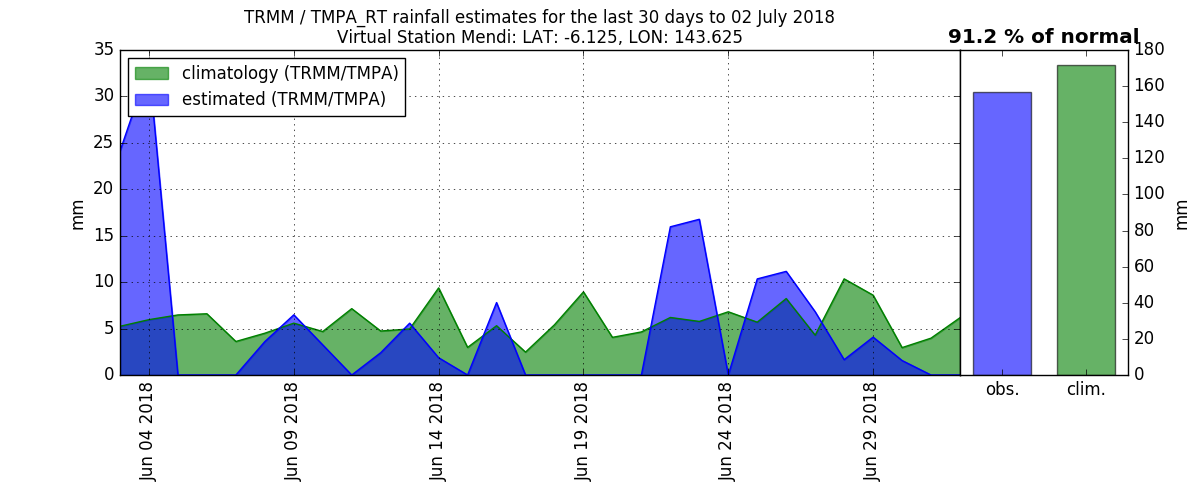 TRMM / TMPA_RT rainfall estimates for the last 30 days to 02 July 2018
Virtual Station Mendi: LAT: -6.125, LON: 143.625
91.2 % of normal
climatology (TRMM/TMPA)
estimated (TRMM/TMPA)
mm
35
30
25
20
15
10
5
0
Jun 04 2018
Jun 09 2018
Jun 14 2018
Jun 19 2018
Jun 24 2018
Jun 29 2018
obs.
clim.
180
160
140
120
100
80
60
40
20
0
mm